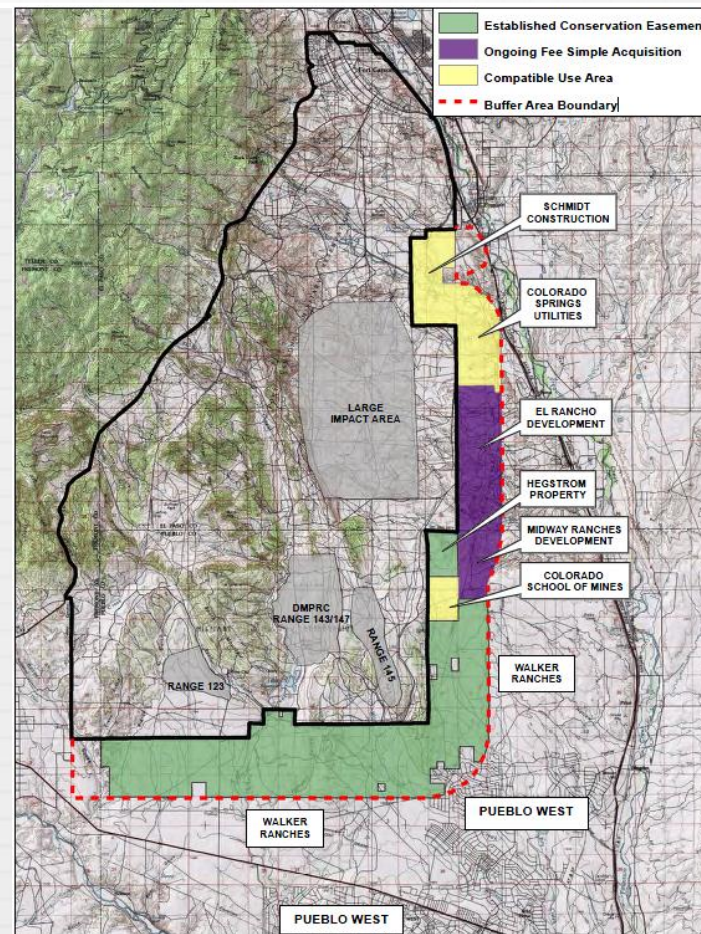 Established Conservation Easemen
Ongoing Fee Simple Acquisition
Compatible Use Area
Buffer Area Boundary
SCHMIDT
CONSTRUCTION
COLORADO
SPRINGS
UTILITIES
LARGE
IMPACT AREA
EL RANCHO
DEVELOPMENT
HEGSTROM
PROPERTY
MIDWAY RANCHES
DEVELOPMENT
COLORADO
SCHOOL OF MINES
DMPRC
RANGE 143/147
RANGE 145
RANGE 123
WALKER
RANCHES
WALKER
RANCHES
PUEBLO WEST
PUEBLO WEST